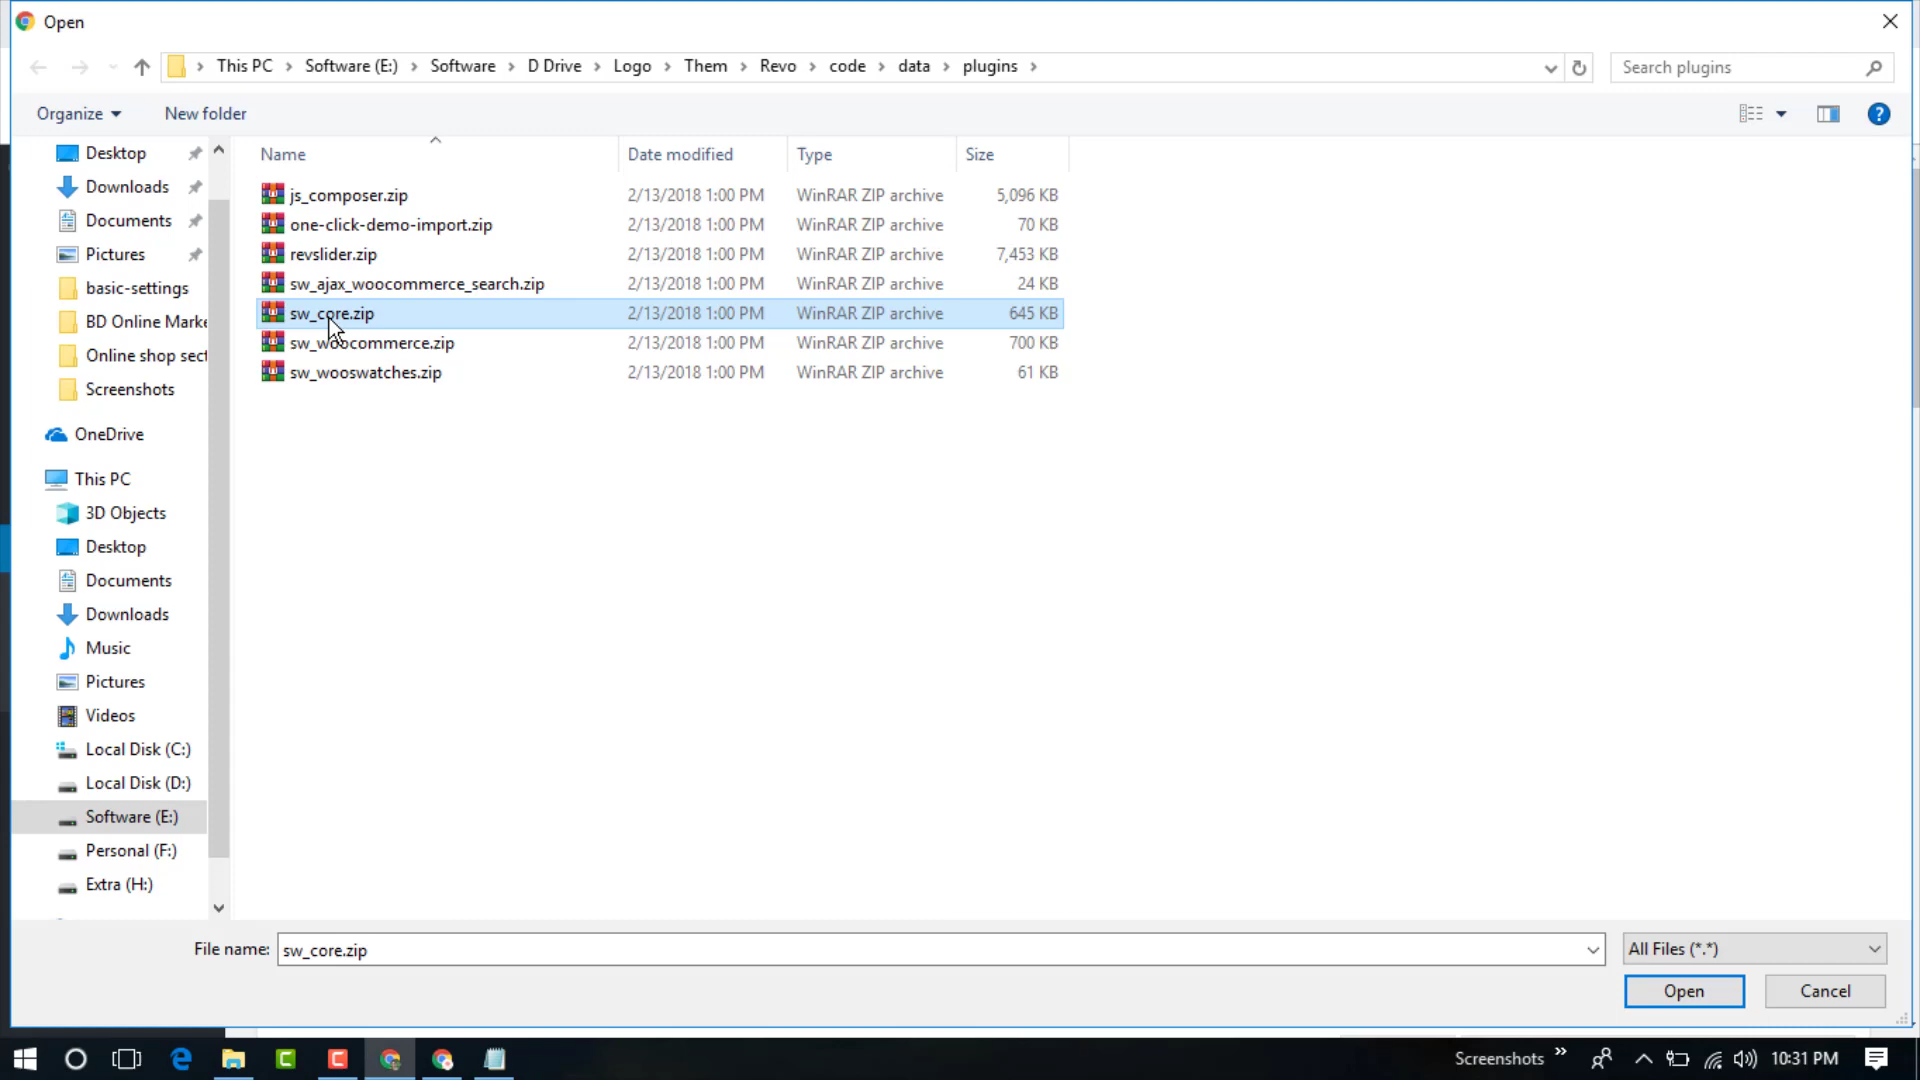 Open
This PC > Software (E:) > Software > D Drive > Logo > Them > Revo > code > data > plugins >
Search plugins
Organize
New folder
Name
Date modified
Type
Size
js_composer.zip 2/13/2018 1:00 PM WinRAR ZIP archive 5,096 KB
one-click-demo-import.zip 2/13/2018 1:00 PM WinRAR ZIP archive 70 KB
revslider.zip 2/13/2018 1:00 PM WinRAR ZIP archive 7,453 KB
sw_ajax_woocommerce_search.zip 2/13/2018 1:00 PM WinRAR ZIP archive 24 KB
sw_core.zip 2/13/2018 1:00 PM WinRAR ZIP archive 645 KB
sw_woocommerce.zip 2/13/2018 1:00 PM WinRAR ZIP archive 700 KB
sw_wooswatches.zip 2/13/2018 1:00 PM WinRAR ZIP archive 61 KB
Desktop
Downloads
Documents
Pictures
basic-settings
BD Online Marke
Online shop sect
Screenshots
OneDrive
This PC
3D Objects
Desktop
Documents
Downloads
Music
Pictures
Videos
Local Disk (C:)
Local Disk (D:)
Software (E:)
Personal (F:)
Extra (H:)
File name: sw_core.zip
All Files (*.*)
Open
Cancel
Screenshots
10:31 PM